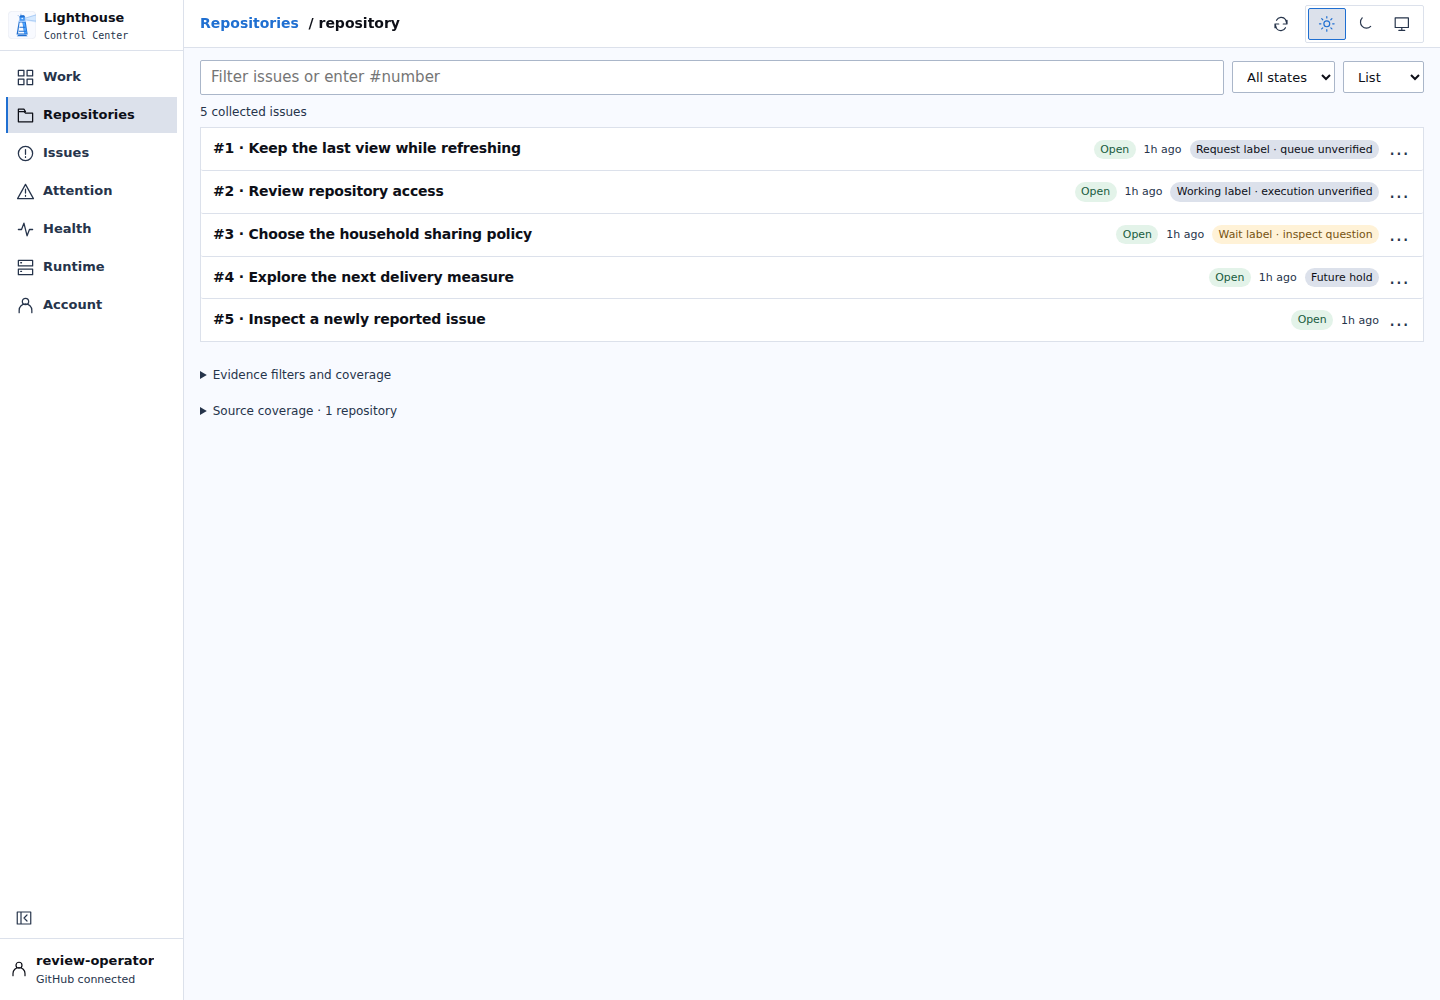 Lighthouse
Control Center
Work
Repositories
Issues
Attention
Health
Runtime
Account
review-operator
GitHub connected
Repositories / repository
Filter issues or enter #number
All states
List
5 collected issues
#1 · Keep the last view while refreshing Open 1h ago Request label · queue unverified ...
#2 · Review repository access Open 1h ago Working label · execution unverified ...
#3 · Choose the household sharing policy Open 1h ago Wait label · inspect question ...
#4 · Explore the next delivery measure Open 1h ago Future hold ...
#5 · Inspect a newly reported issue Open 1h ago ...
Evidence filters and coverage
Source coverage · 1 repository